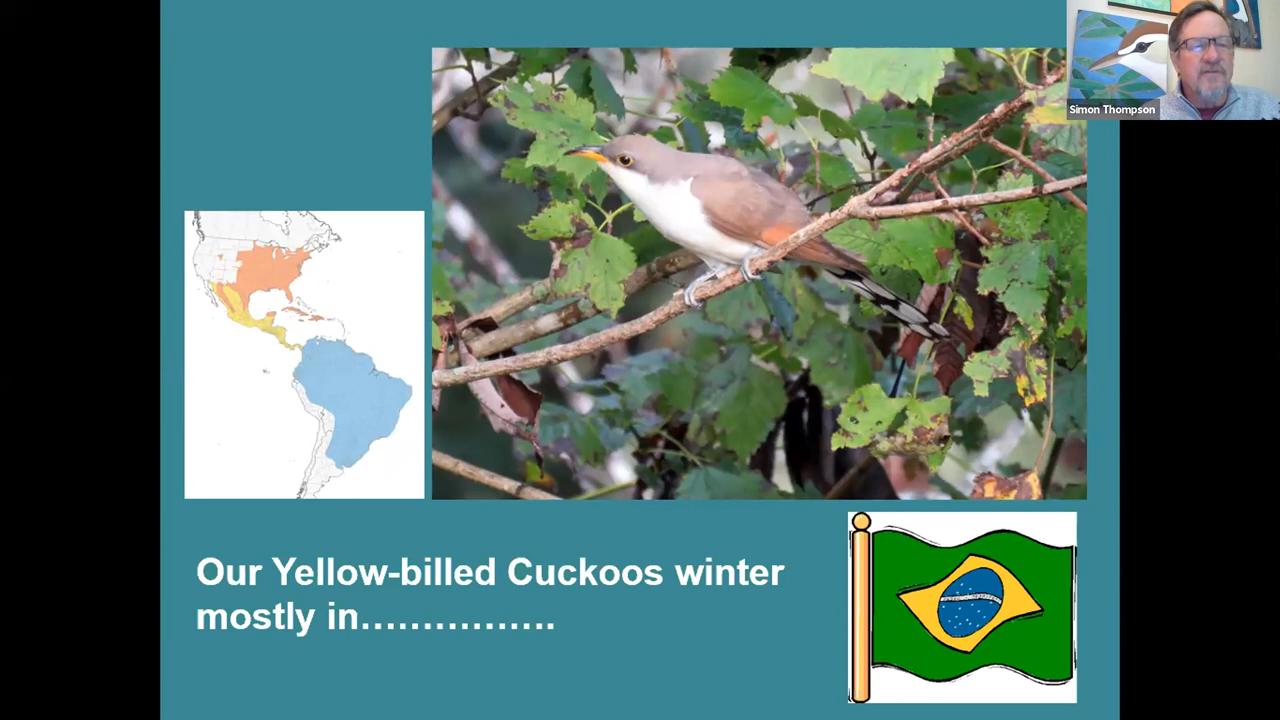 Simon Thompson
Our Yellow-billed Cuckoos winter
mostly in................